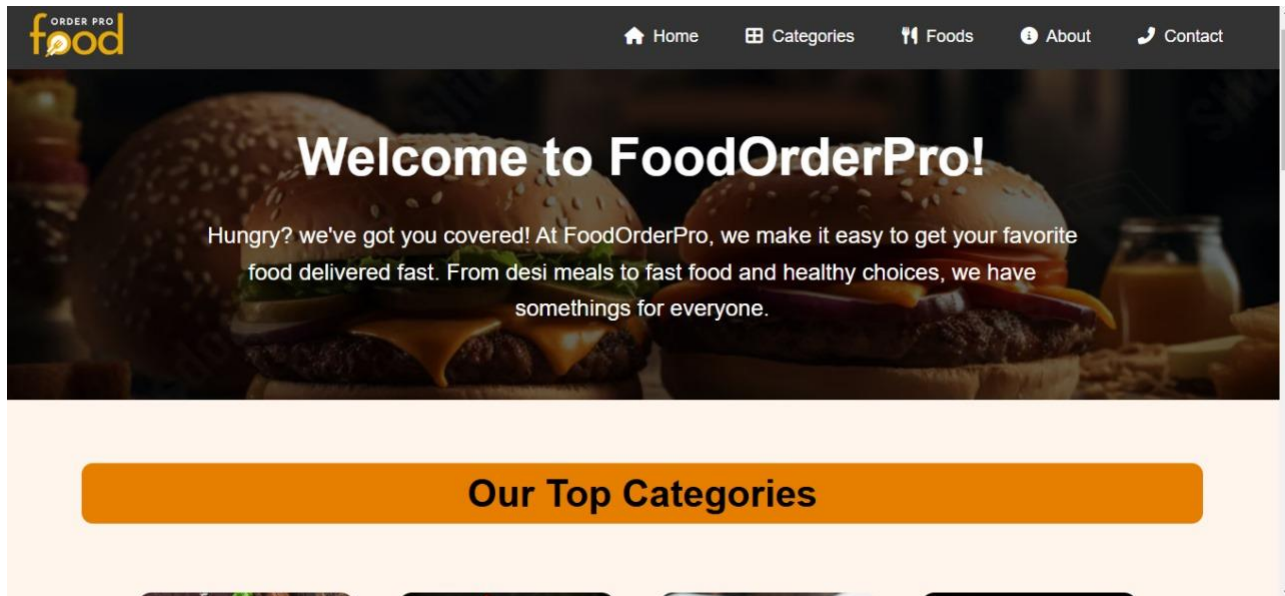 ORDER PRO
food
Home
Categories
Foods
About
Contact
Welcome to FoodOrderPro!
Hungry? we've got you covered! At FoodOrderPro, we make it easy to get your favorite
food delivered fast. From desi meals to fast food and healthy choices, we have
somethings for everyone.
Our Top Categories